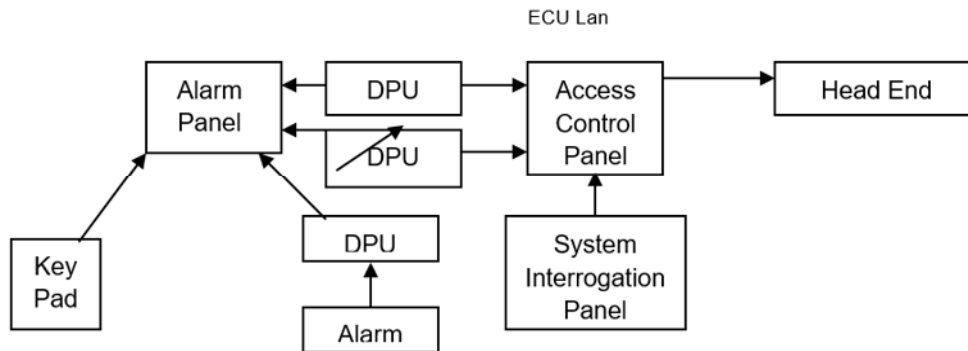 ECU Lan
Alarm
Panel
DPU
Access
Control
Panel
Head End
DPU
DPU
Key
Pad
System
Interrogation
Panel
Alarm